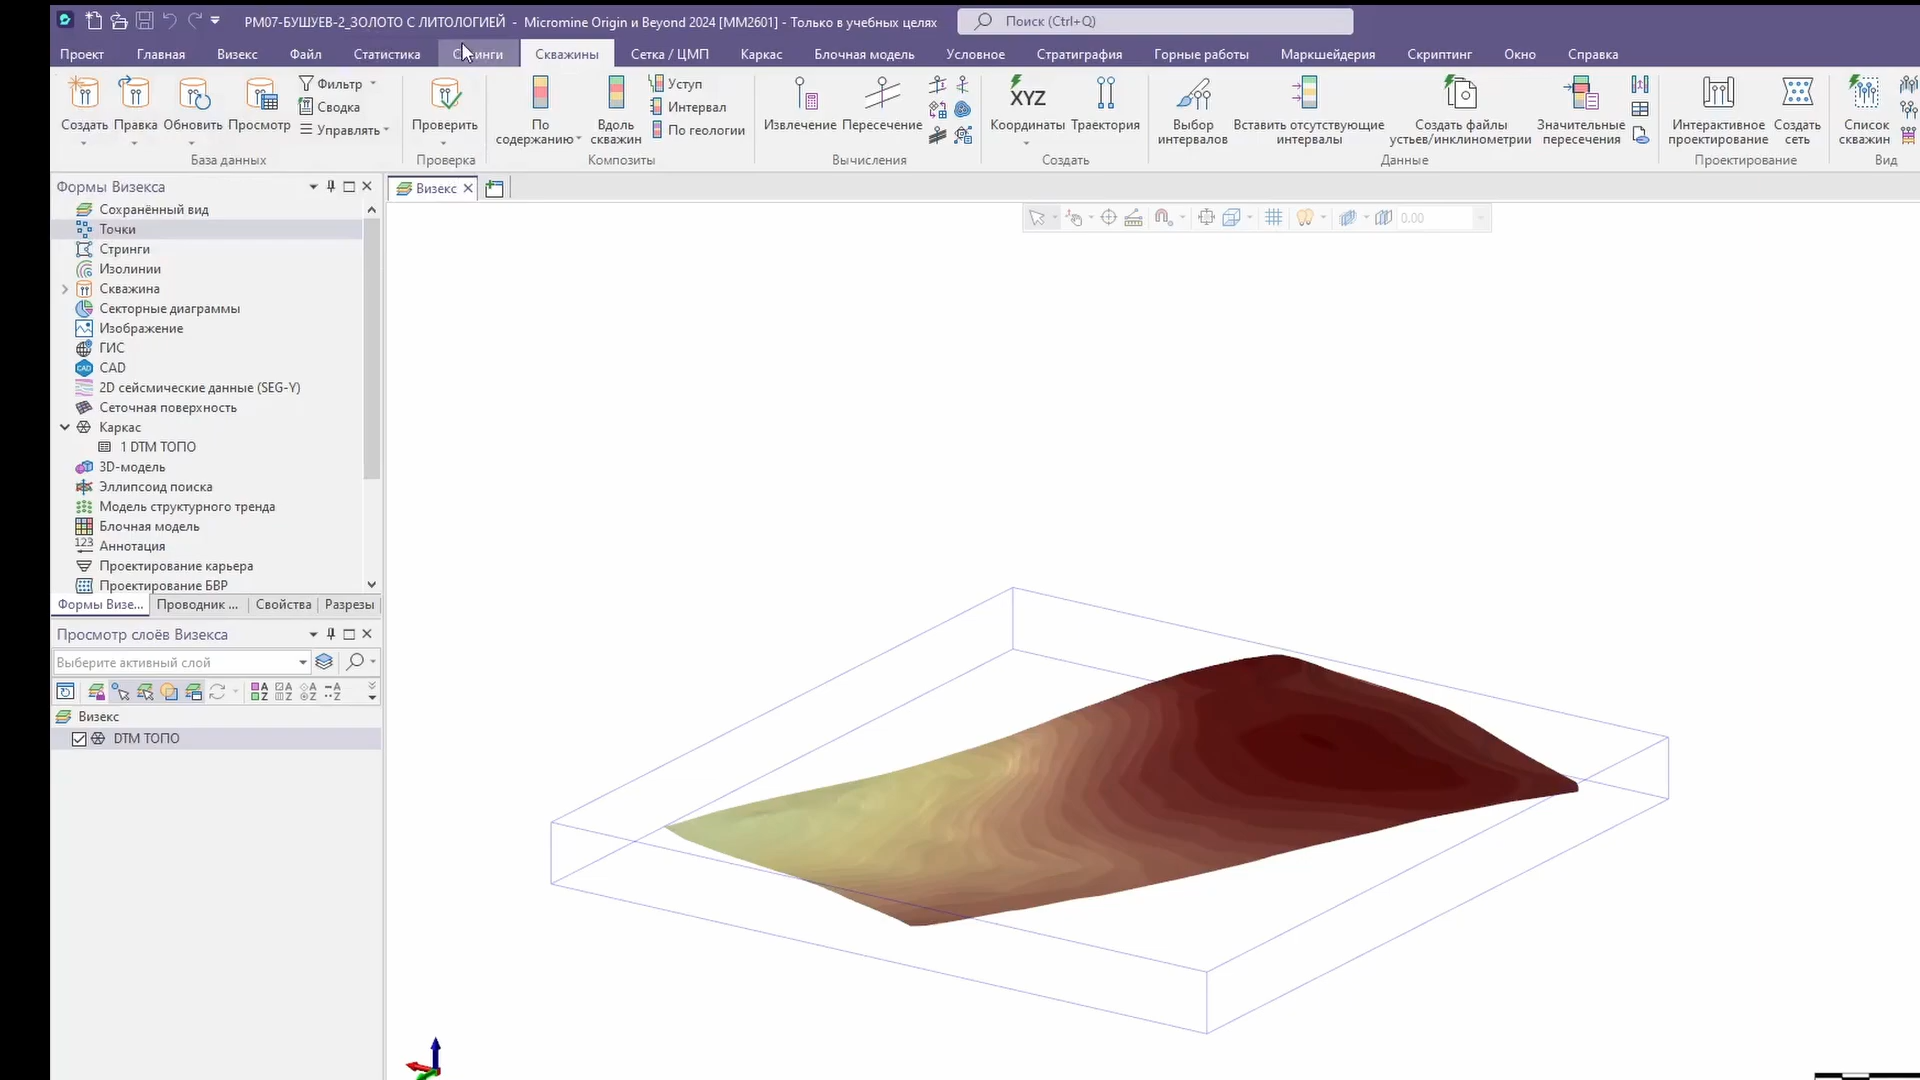 РМ07-БУШУЕВ-2_ЗОЛОТО С ЛИТОЛОГИЕЙ - Micromine Origin и Beyond 2024 [MM2601] - Только в учебных целях
Поиск (Ctrl+Q)
Проект Главная Визекс Файл Статистика Скважины Сетка / ЦМП Каркас Блочная модель Условное Стратиграфия Горные работы Маркшейдерия Скриптинг Окно Справка
Создать Правка Обновить Просмотр
Фильтр
Сводка
Управлять
База данных
Проверить
Проверка
По содержанию
Вдоль скважин
Уступ
Интервал
По геологии
Композиты
Извлечение Пересечение
Вычисления
XYZ
Координаты Траектория
Создать
Выбор интервалов
Вставить отсутствующие интервалы
Создать файлы устьев/инклинометрии
Значительные пересечения
Данные
Интерактивное проектирование
Создать сеть
Проектирование
Список скважин
Вид
Формы Визекса
Визекс
0.00
Сохранённый вид
Точки
Стринги
Изолинии
Скважина
Секторные диаграммы
Изображение
ГИС
CAD
2D сейсмические данные (SEG-Y)
Сеточная поверхность
Каркас
1 DTM ТОПО
3D-модель
Эллипсоид поиска
Модель структурного тренда
Блочная модель
123 Аннотация
Проектирование карьера
Проектирование БВР
Формы Визе... Проводник ... Свойства Разрезы
Просмотр слоёв Визекса
Выберите активный слой
Визекс
DTM ТОПО